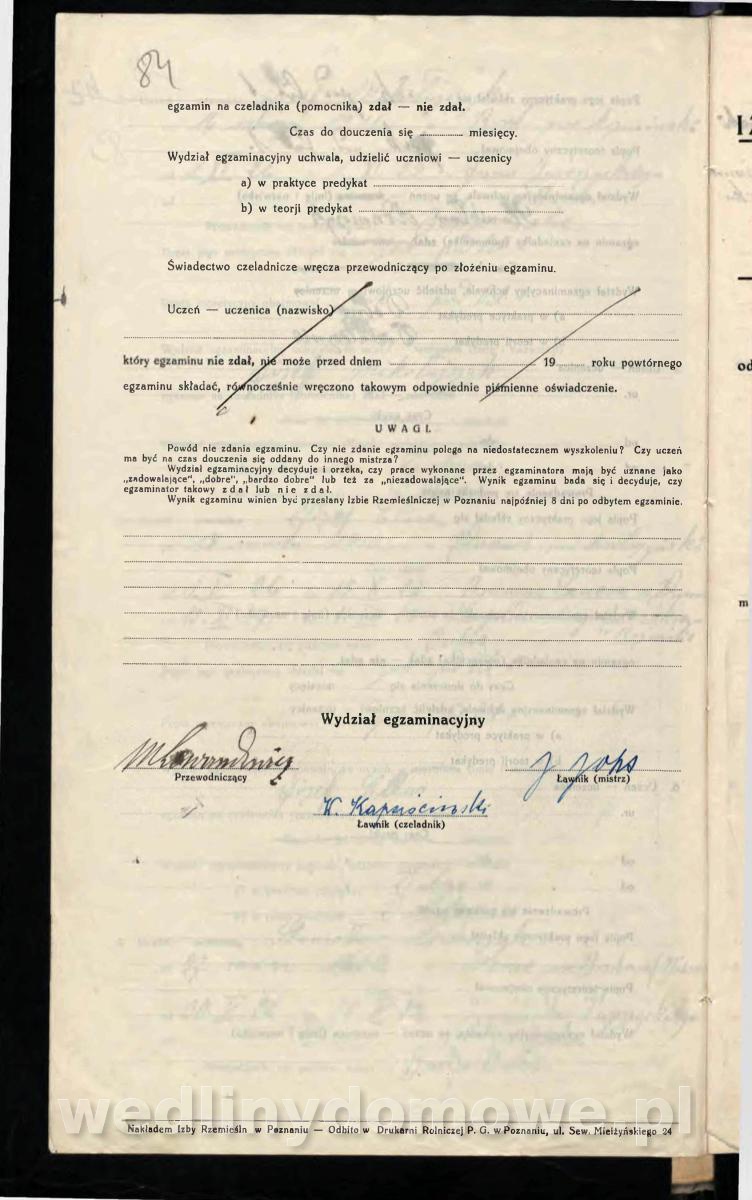 84
egzamin na czeladnika (pomocnika) zdał — nie zdał.
Czas do douczenia się .............. miesięcy.
Wydział egzaminacyjny uchwala, udzielić uczniowi — uczenicy
a) w praktyce predykat
b) w teorji predykat
Świadectwo czeladnicze wręcza przewodniczący po złożeniu egzaminu.
Uczeń — uczenica (nazwisko)
który egzaminu nie zdał, nie może przed dniem 19........ roku powtórnego
egzaminu składać, równocześnie wręczono takowym odpowiednie piśmienne oświadczenie.
UWAGI.
Powód nie zdania egzaminu. Czy nie zdanie egzaminu polega na niedostatecznem wyszkoleniu? Czy uczeń
ma być na czas douczenia się oddany do innego mistrza?
Wydział egzaminacyjny decyduje i orzeka, czy prace wykonane przez egzaminatora mają być uznane jako
„zadowalające“, „dobre“, „bardzo dobre“ lub też za „niezadowalające“. Wynik egzaminu bada się i decyduje, czy
egzaminator takowy zdał lub nie zdał.
Wynik egzaminu winien być przesłany Izbie Rzemieślniczej w Poznaniu najpóźniej 8 dni po odbytem egzaminie.
Wydział egzaminacyjny
Przewodniczący
Ławnik (mistrz)
W. Kapuściński
Ławnik (czeladnik)
wedlinydomowe.pl
Nakładem Izby Rzemieśln w Poznaniu — Odbito w Drukarni Rolniczej P. G. w Poznaniu, ul. Sew. Mielżyńskiego 24